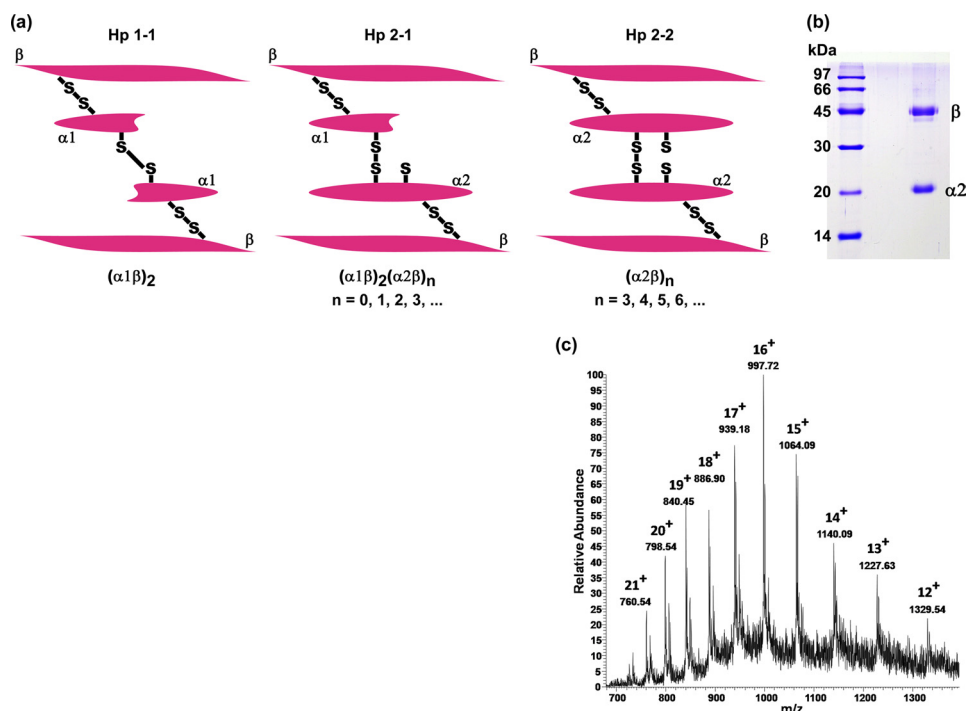 (a)
Hp 1-1
Hp 2-1
Hp 2-2
β
S
S
α1
S
S
α1
S
S
β
(α1β)2
β
S
S
α1
S
S
S
α2
S
S
β
(α1β)2(α2β)n
n = 0, 1, 2, 3, ...
β
S
S
α2
S
S
S
S
α2
S
S
β
(α2β)n
n = 3, 4, 5, 6, ...
(b)
kDa
97
66
45
30
20
14
β
α2
(c)
Relative Abundance
100
95
90
85
80
75
70
65
60
55
50
45
40
35
30
25
20
15
10
5
0
21+
760.54
20+
798.54
19+
840.45
18+
886.90
17+
939.18
16+
997.72
15+
1064.09
14+
1140.09
13+
1227.63
12+
1329.54
700 800 900 1000 1100 1200 1300
m/z